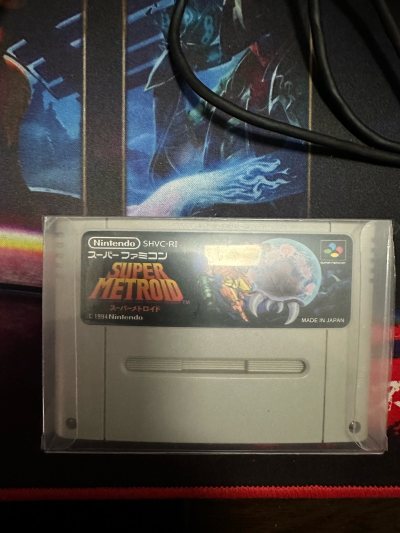 Nintendo SHVC-RI
スーパーファミコン
SUPER
METROID™
スーパーメトロイド
© 1994 Nintendo
MADE IN JAPAN